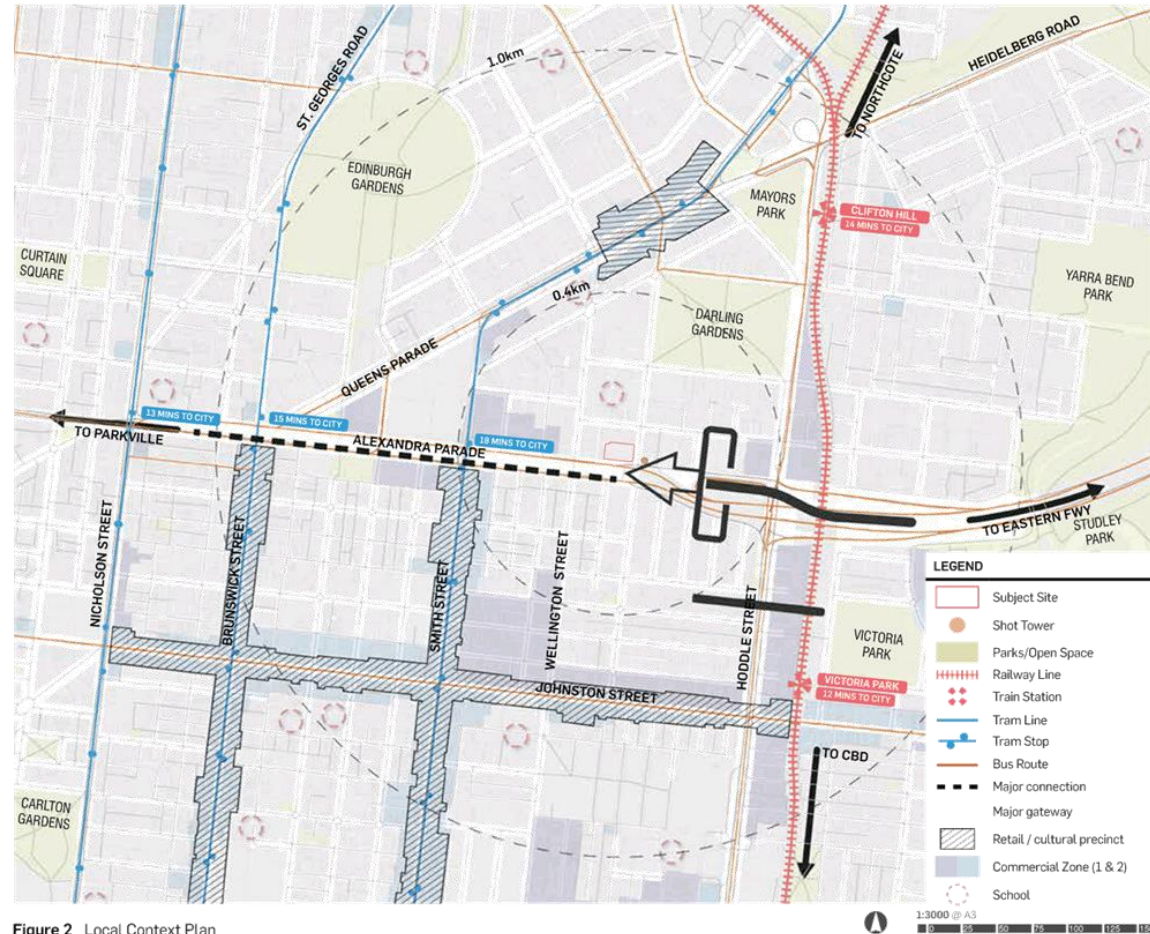 ST. GEORGES ROAD
1.0km
HEIDELBERG ROAD
TO NORTHCOTE
EDINBURGH
GARDENS
MAYORS
PARK
CLIFTON HILL
14 MINS TO CITY
CURTAIN
SQUARE
YARRA BEND
PARK
0.4km
DARLING
GARDENS
QUEENS PARADE
13 MINS TO CITY
15 MINS TO CITY
18 MINS TO CITY
TO PARKVILLE
ALEXANDRA PARADE
TO EASTERN FWY
STUDLEY
PARK
NICHOLSON STREET
BRUNSWICK STREET
SMITH STREET
WELLINGTON STREET
HODDLE STREET
VICTORIA
PARK
VICTORIA PARK
12 MINS TO CITY
JOHNSTON STREET
TO CBD
CARLTON
GARDENS
LEGEND
Subject Site
Shot Tower
Parks/Open Space
Railway Line
Train Station
Tram Line
Tram Stop
Bus Route
Major connection
Major gateway
Retail / cultural precinct
Commercial Zone (1 & 2)
School
Figure 2 Local Context Plan
1:3000 @ A3
0 25 50 75 100 125